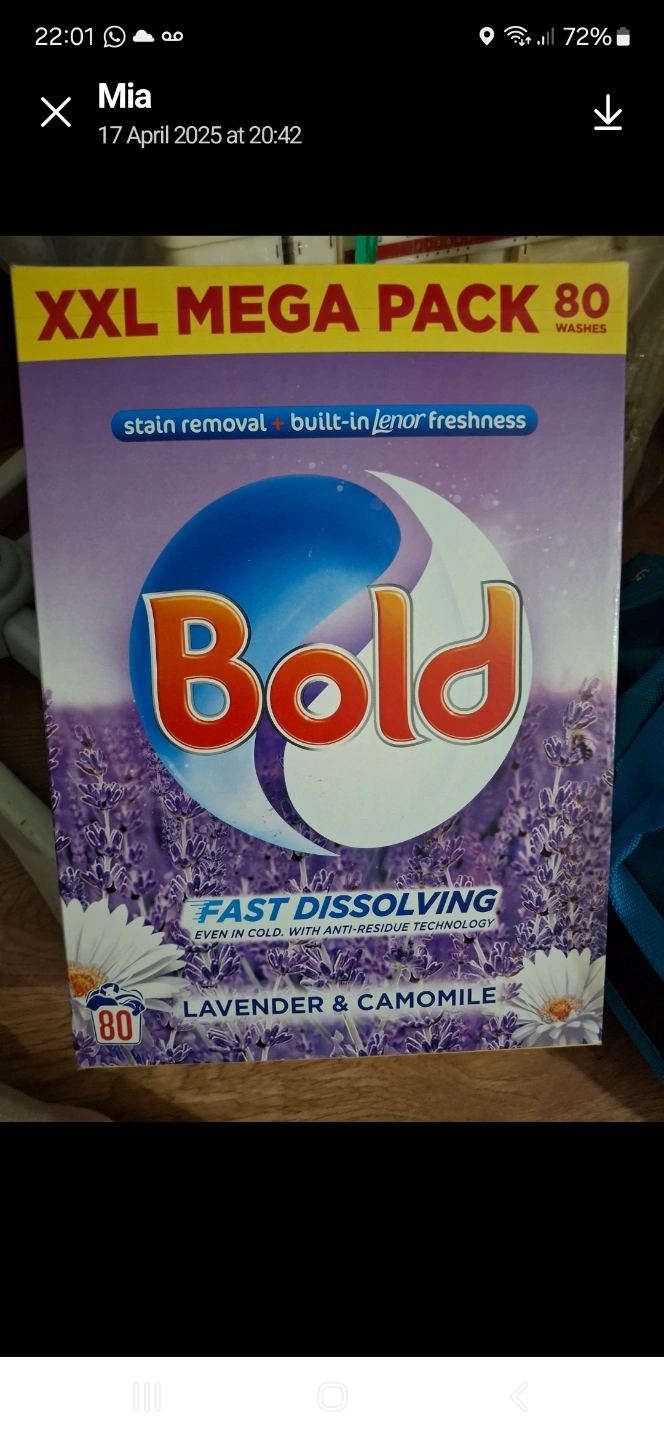 22:01
72%
Mia
17 April 2025 at 20:42
XXL MEGA PACK 80
WASHES
stain removal + built-in Lenor freshness
Bold
FAST DISSOLVING
EVEN IN COLD. WITH ANTI-RESIDUE TECHNOLOGY
LAVENDER & CAMOMILE
80